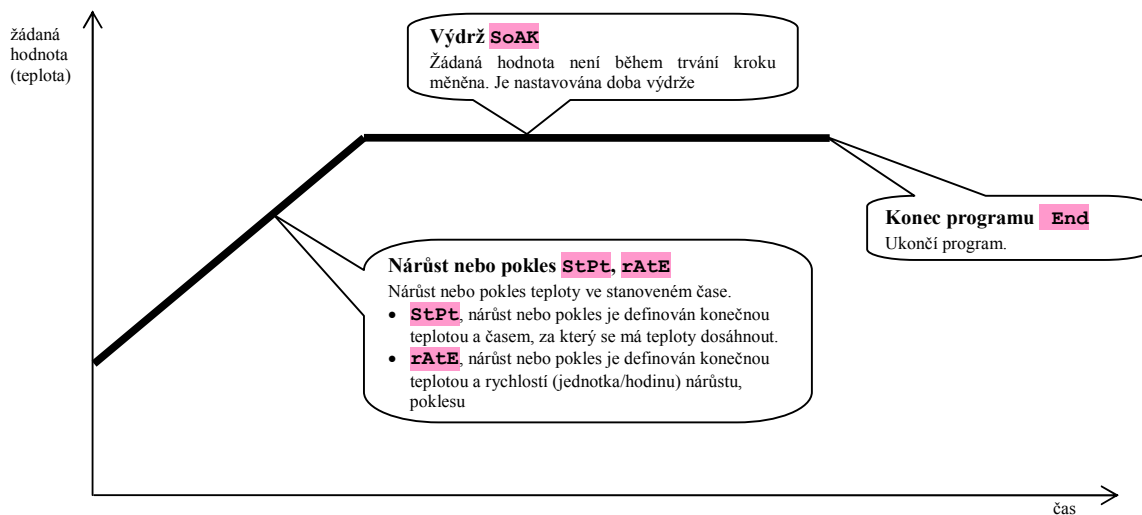 žádaná
hodnota
(teplota)
Výdrž SoAK
Žádaná hodnota není během trvání kroku
měněna. Je nastavována doba výdrže
Konec programu End
Ukončí program.
Nárůst nebo pokles StPt, rAtE
Nárůst nebo pokles teploty ve stanoveném čase.
• StPt, nárůst nebo pokles je definován konečnou
teplotou a časem, za který se má teploty dosáhnout.
• rAtE, nárůst nebo pokles je definován konečnou
teplotou a rychlostí (jednotka/hodinu) nárůstu,
poklesu
čas